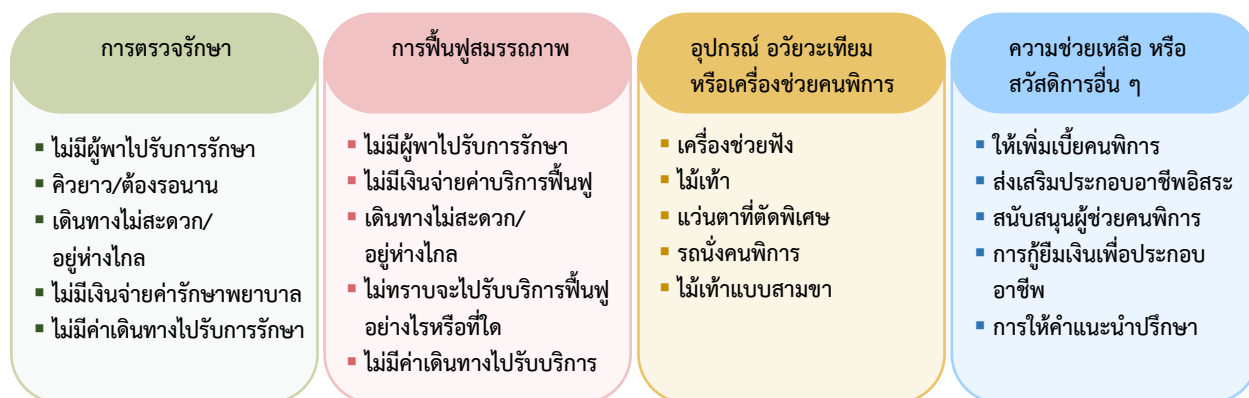 การตรวจรักษา
▪ ไม่มีผู้พาไปรับการรักษา
▪ คิวยาว/ต้องรอนาน
▪ เดินทางไม่สะดวก/
อยู่ห่างไกล
▪ ไม่มีเงินจ่ายค่ารักษาพยาบาล
▪ ไม่มีค่าเดินทางไปรับการรักษา
การฟื้นฟูสมรรถภาพ
▪ ไม่มีผู้พาไปรับการรักษา
▪ ไม่มีเงินจ่ายค่าบริการฟื้นฟู
▪ เดินทางไม่สะดวก/
อยู่ห่างไกล
▪ ไม่ทราบจะไปรับบริการฟื้นฟู
อย่างไรหรือที่ใด
▪ ไม่มีค่าเดินทางไปรับบริการ
อุปกรณ์ อวัยวะเทียม
หรือเครื่องช่วยคนพิการ
▪ เครื่องช่วยฟัง
▪ ไม้เท้า
▪ แว่นตาที่ตัดพิเศษ
▪ รถนั่งคนพิการ
▪ ไม้เท้าแบบสามขา
ความช่วยเหลือ หรือ
สวัสดิการอื่น ๆ
▪ ให้เพิ่มเบี้ยคนพิการ
▪ ส่งเสริมประกอบอาชีพอิสระ
▪ สนับสนุนผู้ช่วยคนพิการ
▪ การกู้ยืมเงินเพื่อประกอบ
อาชีพ
▪ การให้คำแนะนำปรึกษา